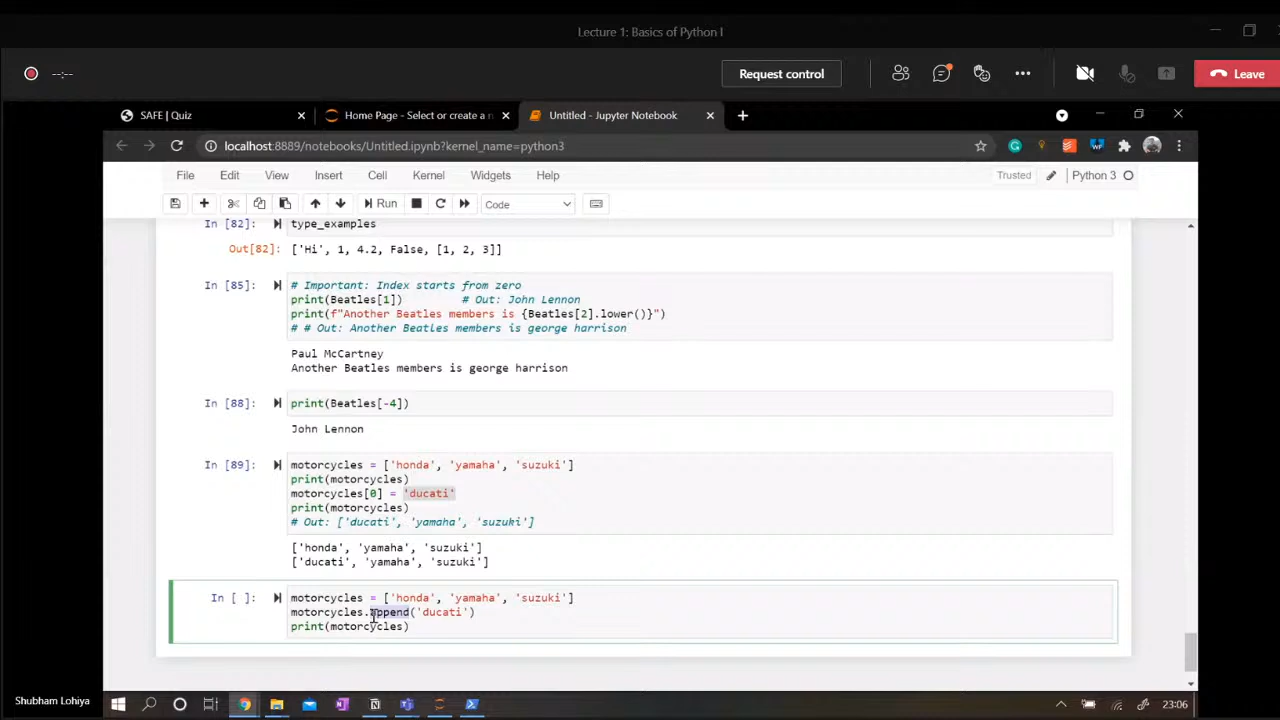 Lecture 1: Basics of Python I
--:--
Request control
Leave
SAFE | Quiz
Home Page - Select or create a n
Untitled - Jupyter Notebook
localhost:8889/notebooks/Untitled.ipynb?kernel_name=python3
File Edit View Insert Cell Kernel Widgets Help
Trusted
Python 3
Run
Code
In [82]: type_examples
Out[82]: ['Hi', 1, 4.2, False, [1, 2, 3]]
In [85]: # Important: Index starts from zero
print(Beatles[1]) # Out: John Lennon
print(f"Another Beatles members is {Beatles[2].lower()}")
# # Out: Another Beatles members is george harrison
Paul McCartney
Another Beatles members is george harrison
In [88]: print(Beatles[-4])
John Lennon
In [89]: motorcycles = ['honda', 'yamaha', 'suzuki']
print(motorcycles)
motorcycles[0] = 'ducati'
print(motorcycles)
# Out: ['ducati', 'yamaha', 'suzuki']
['honda', 'yamaha', 'suzuki']
['ducati', 'yamaha', 'suzuki']
In [ ]: motorcycles = ['honda', 'yamaha', 'suzuki']
motorcycles.append('ducati')
print(motorcycles)
Shubham Lohiya
23:06